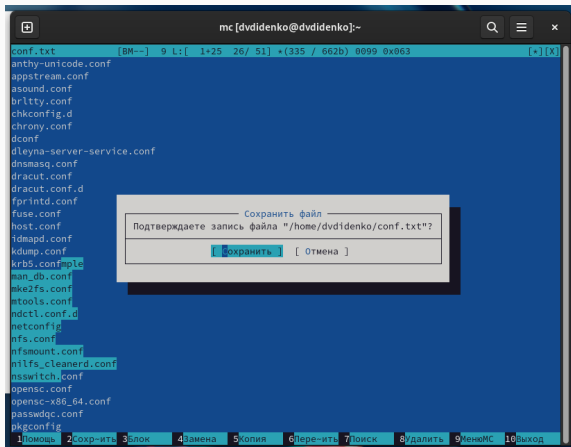 mc [dvdidenko@dvdidenko]:~
conf.txt [BM--] 9 L:[ 1+25 26/ 51] *(335 / 662b) 0099 0x063 [*][X]
anthy-unicode.conf
appstream.conf
asound.conf
brltty.conf
chkconfig.d
chrony.conf
dconf
dleyna-server-service.conf
dnsmasq.conf
dracut.conf
dracut.conf.d
fprintd.conf
fuse.conf
host.conf
idmapd.conf
kdump.conf
krb5.confmple
man_db.conf
mke2fs.conf
mtools.conf
ndctl.conf.d
netconfig
nfs.conf
nfsmount.conf
nilfs_cleanerd.conf
nsswitch.conf
opensc.conf
opensc-x86_64.conf
passwdqc.conf
pkgconfig
Сохранить файл
Подтверждаете запись файла "/home/dvdidenko/conf.txt"?
[ Сохранить ] [ Отмена ]
1Помощь 2Сохр-ить 3Блок 4Замена 5Копия 6Пере-ить 7Поиск 8Удалить 9МенюMC 10Выход